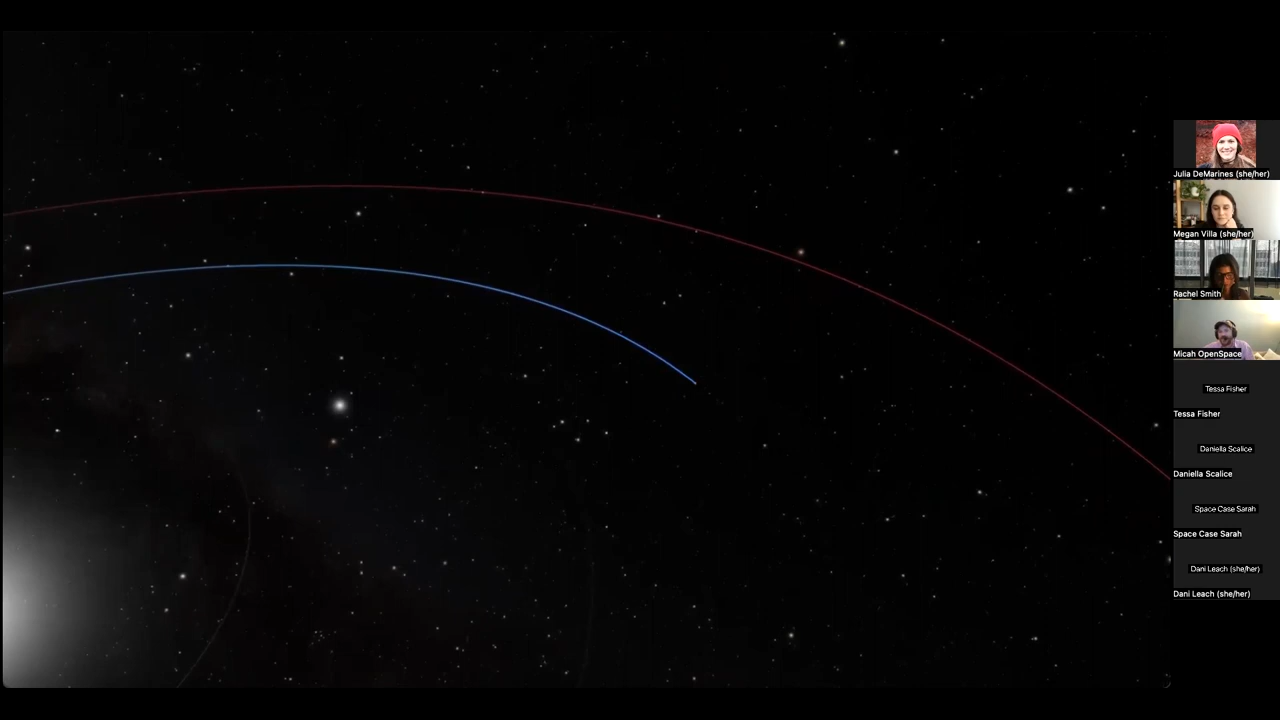 Julia DeMarines (she/her)
Megan Villa (she/her)
Rachel Smith
Micah OpenSpace
Tessa Fisher
Tessa Fisher
Daniella Scalice
Daniella Scalice
Space Case Sarah
Space Case Sarah
Dani Leach (she/her)
Dani Leach (she/her)